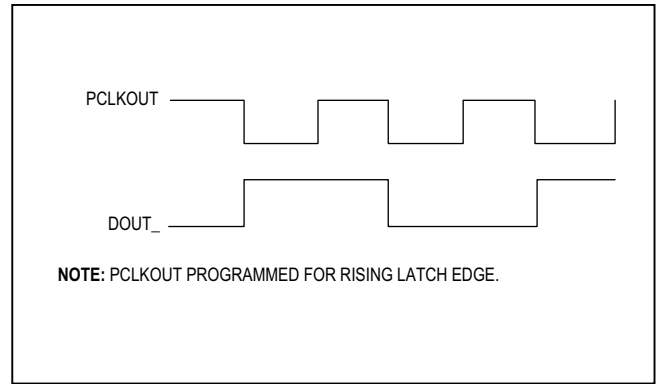 PCLKOUT
DOUT_
NOTE: PCLKOUT PROGRAMMED FOR RISING LATCH EDGE.